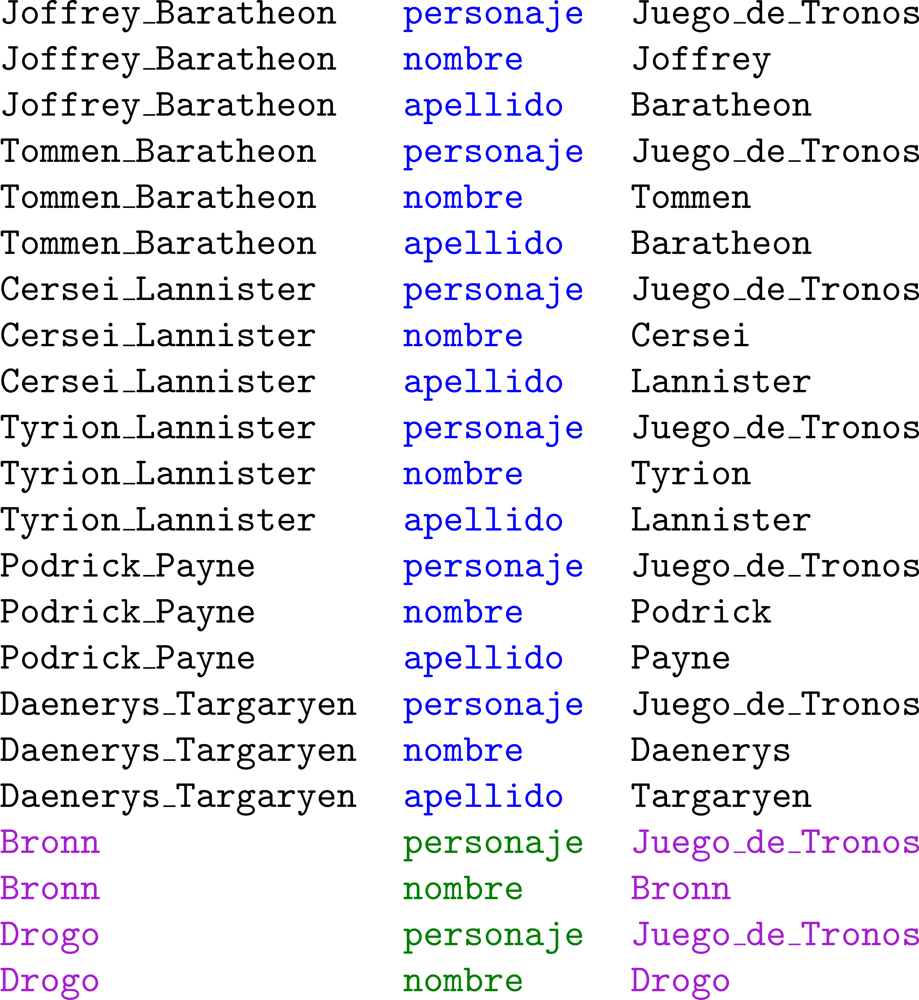 Joffrey_Baratheon personaje Juego_de_Tronos
Joffrey_Baratheon nombre Joffrey
Joffrey_Baratheon apellido Baratheon
Tommen_Baratheon personaje Juego_de_Tronos
Tommen_Baratheon nombre Tommen
Tommen_Baratheon apellido Baratheon
Cersei_Lannister personaje Juego_de_Tronos
Cersei_Lannister nombre Cersei
Cersei_Lannister apellido Lannister
Tyrion_Lannister personaje Juego_de_Tronos
Tyrion_Lannister nombre Tyrion
Tyrion_Lannister apellido Lannister
Podrick_Payne personaje Juego_de_Tronos
Podrick_Payne nombre Podrick
Podrick_Payne apellido Payne
Daenerys_Targaryen personaje Juego_de_Tronos
Daenerys_Targaryen nombre Daenerys
Daenerys_Targaryen apellido Targaryen
Bronn personaje Juego_de_Tronos
Bronn nombre Bronn
Drogo personaje Juego_de_Tronos
Drogo nombre Drogo